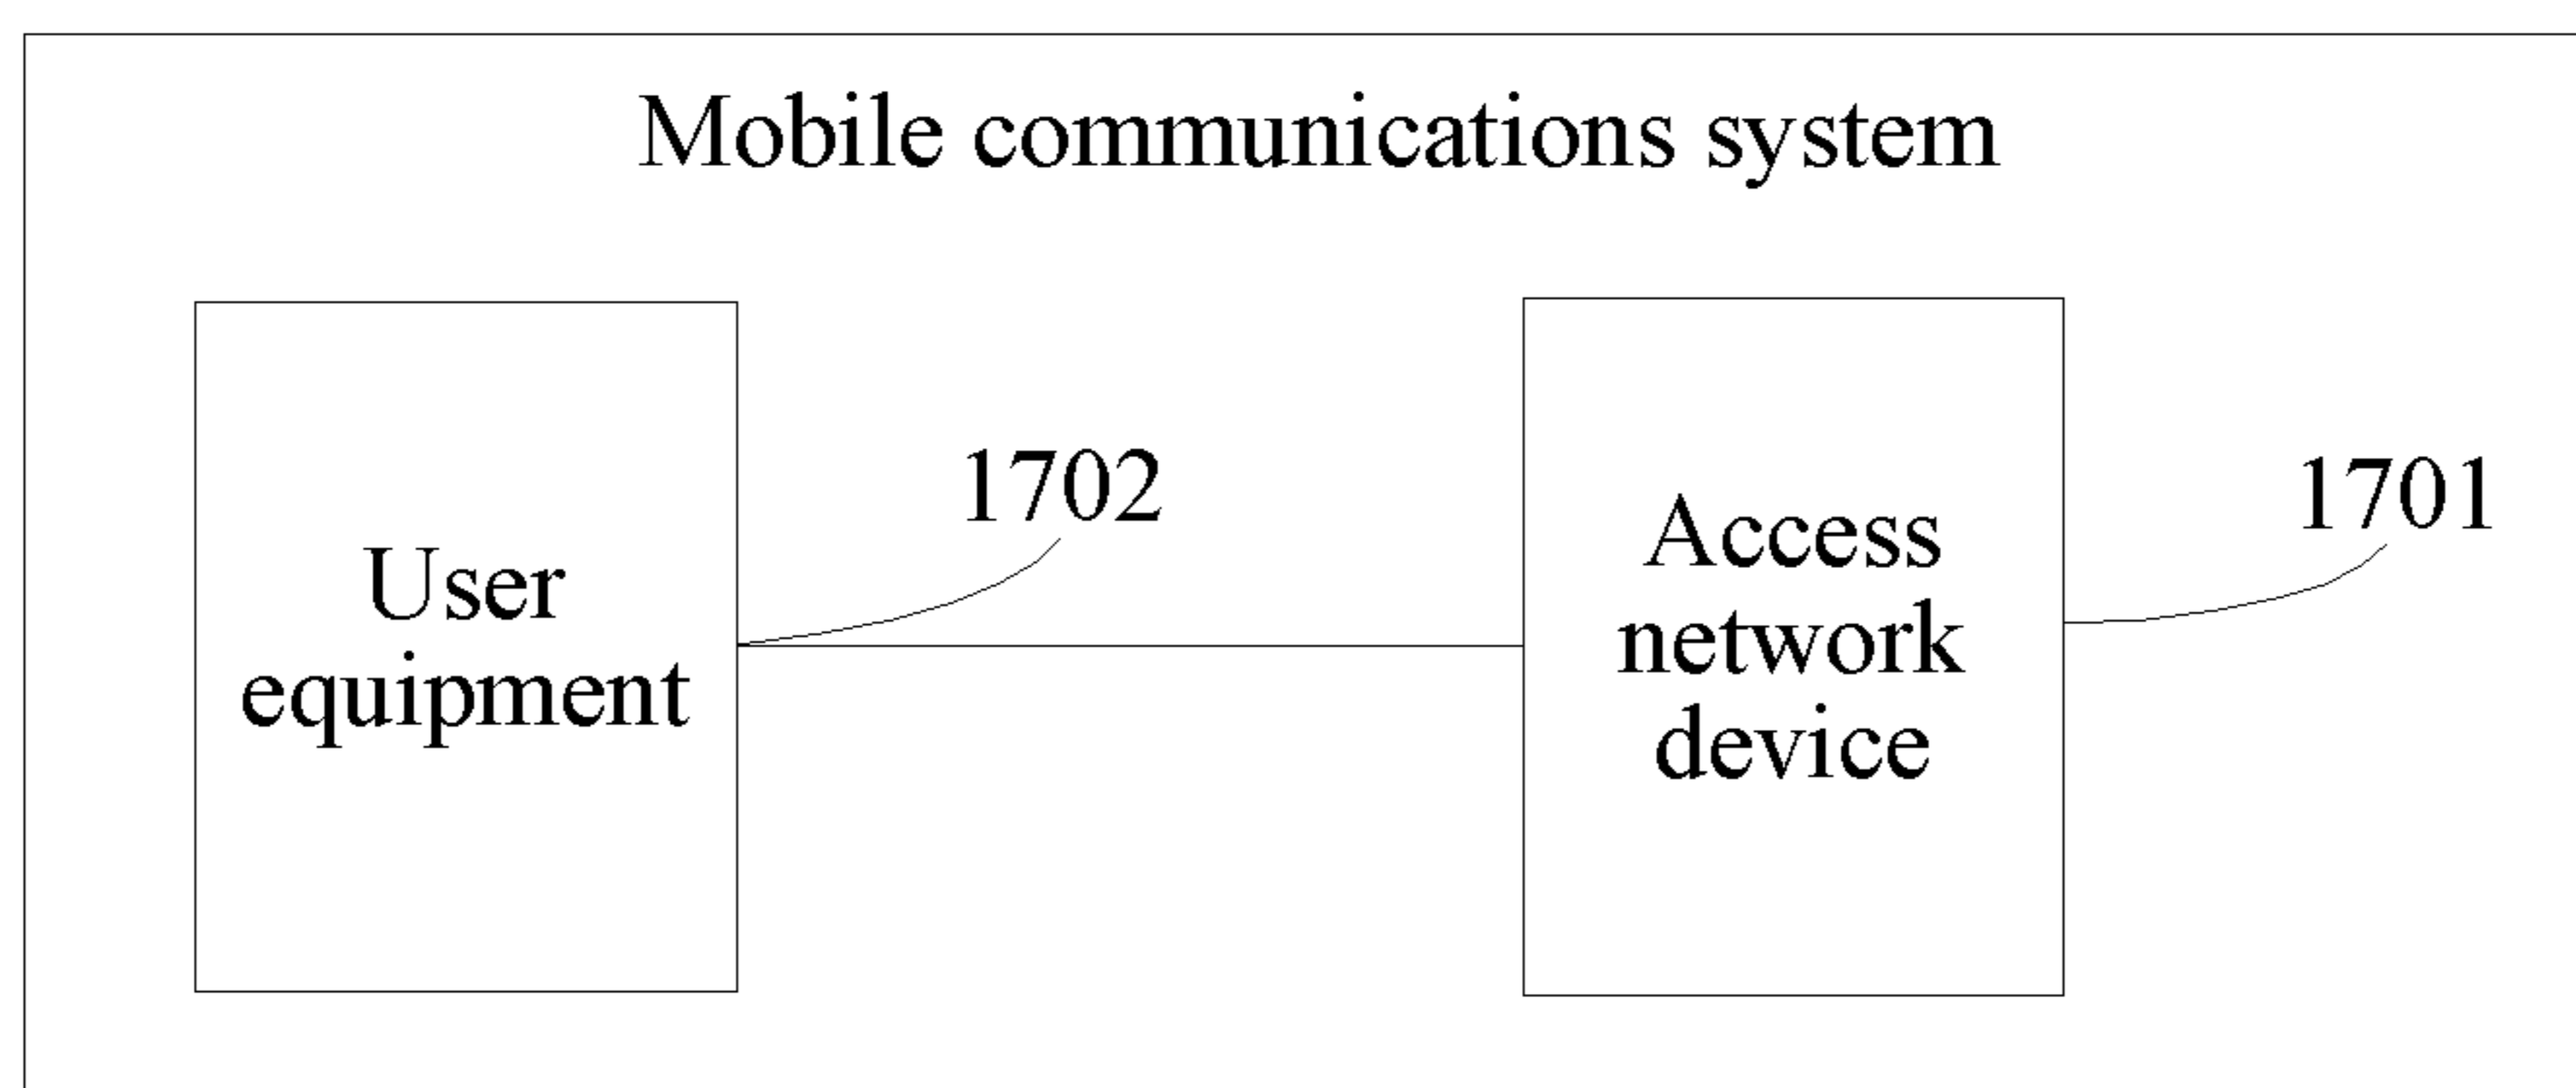 Mobile communications system
1702
1701
User
equipment
Access
network
device